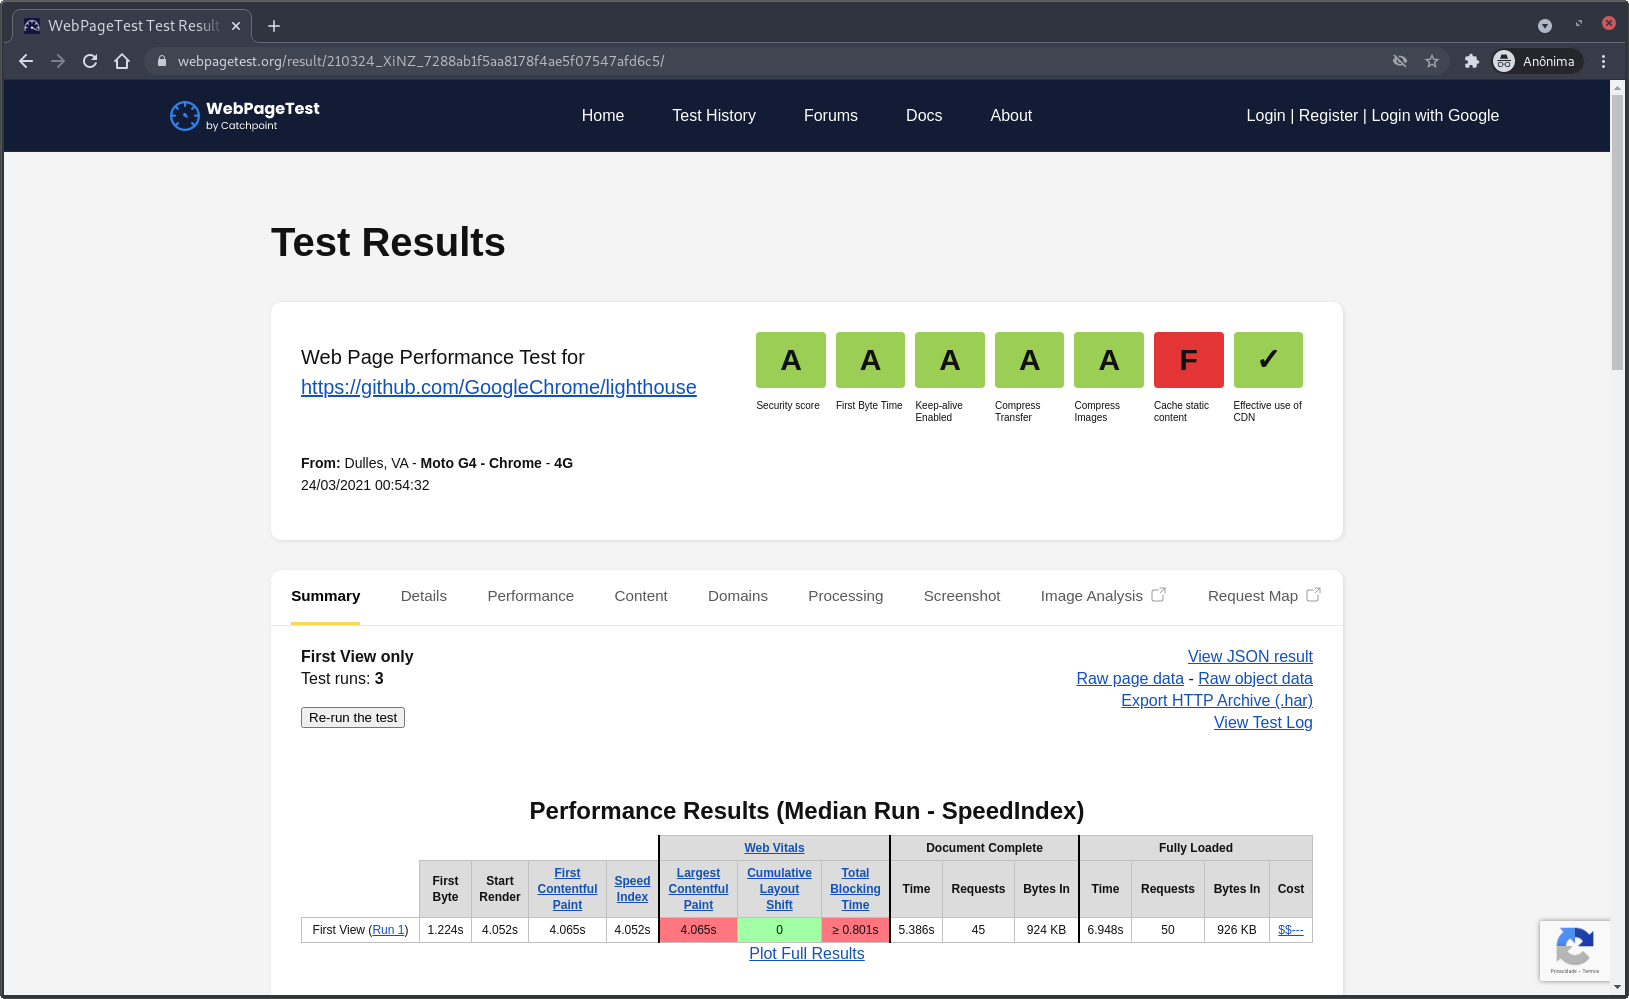 WebPageTest Test Result
webpagetest.org/result/210324_XiNZ_7288ab1f5aa8178f4ae5f07547afd6c5/
Anônima
WebPageTest
by Catchpoint
Home
Test History
Forums
Docs
About
Login | Register | Login with Google
Test Results
Web Page Performance Test for
https://github.com/GoogleChrome/lighthouse
A A A A A F ✓
Security score
First Byte Time
Keep-alive
Enabled
Compress
Transfer
Compress
Images
Cache static
content
Effective use of
CDN
From: Dulles, VA - Moto G4 - Chrome - 4G
24/03/2021 00:54:32
Summary
Details
Performance
Content
Domains
Processing
Screenshot
Image Analysis
Request Map
First View only
Test runs: 3
Re-run the test
View JSON result
Raw page data - Raw object data
Export HTTP Archive (.har)
View Test Log
Performance Results (Median Run - SpeedIndex)
Web Vitals
Document Complete
Fully Loaded
First
Byte
Start
Render
First
Contentful
Paint
Speed
Index
Largest
Contentful
Paint
Cumulative
Layout
Shift
Total
Blocking
Time
Time
Requests
Bytes In
Time
Requests
Bytes In
Cost
First View (Run 1) 1.224s 4.052s 4.065s 4.052s 4.065s 0 ≥ 0.801s 5.386s 45 924 KB 6.948s 50 926 KB $$---
Plot Full Results
Privacidade - Termos